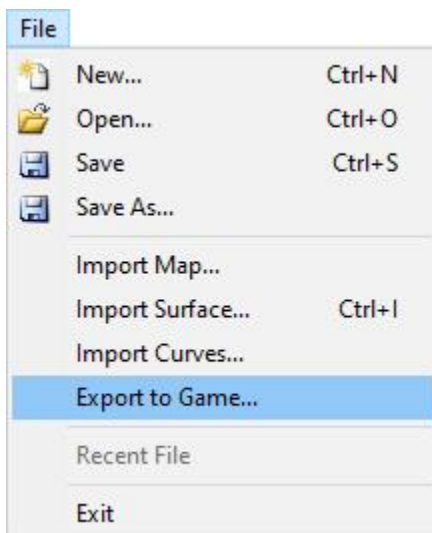 File
New... Ctrl+N
Open... Ctrl+O
Save Ctrl+S
Save As...
Import Map...
Import Surface... Ctrl+I
Import Curves...
Export to Game...
Recent File
Exit